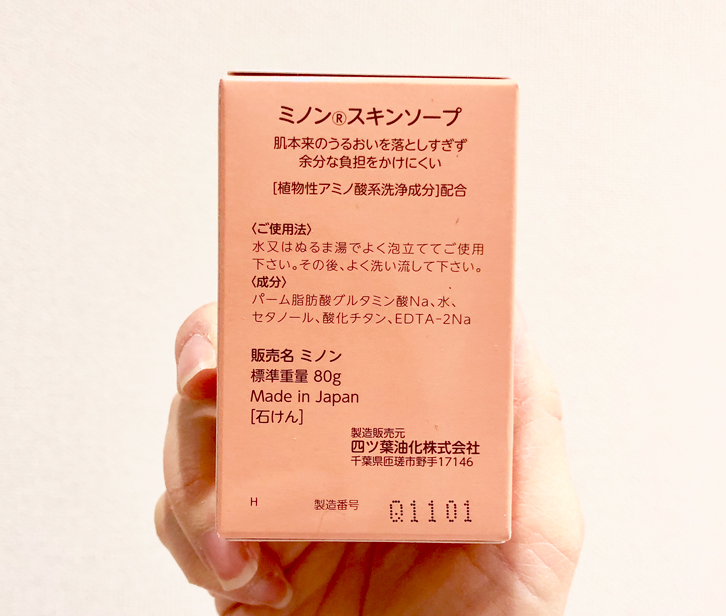 ミノン®スキンソープ
肌本来のうるおいを落としすぎず
余分な負担をかけにくい
[植物性アミノ酸系洗浄成分]配合
〈ご使用法〉
水又はぬるま湯でよく泡立ててご使用
下さい。その後、よく洗い流して下さい。
〈成分〉
パーム脂肪酸グルタミン酸Na、水、
セタノール、酸化チタン、EDTA-2Na
販売名 ミノン
標準重量 80g
Made in Japan
[石けん]
製造販売元
四ツ葉油化株式会社
千葉県匝瑳市野手17146
H 製造番号 Q1101